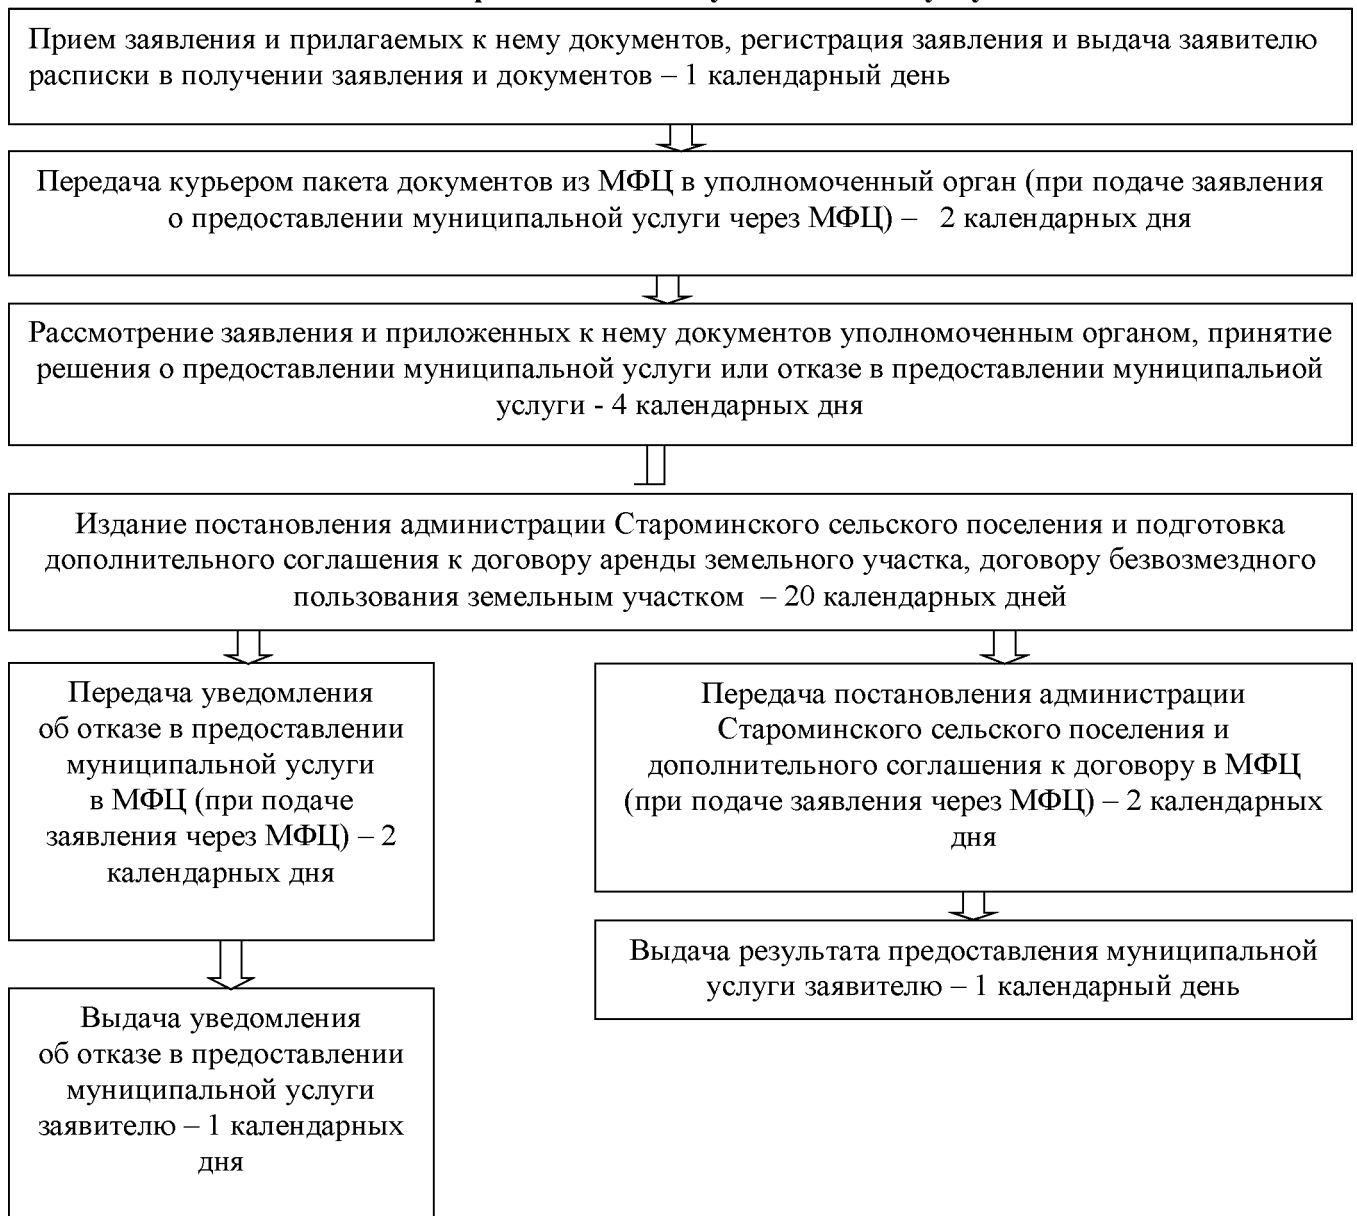 Прием заявления и прилагаемых к нему документов, регистрация заявления и выдача заявителю
расписки в получении заявления и документов – 1 календарный день
Передача курьером пакета документов из МФЦ в уполномоченный орган (при подаче заявления
о предоставлении муниципальной услуги через МФЦ) – 2 календарных дня
Рассмотрение заявления и приложенных к нему документов уполномоченным органом, принятие
решения о предоставлении муниципальной услуги или отказе в предоставлении муниципальной
услуги - 4 календарных дня
Издание постановления администрации Староминского сельского поселения и подготовка
дополнительного соглашения к договору аренды земельного участка, договору безвозмездного
пользования земельным участком – 20 календарных дней
Передача уведомления
об отказе в предоставлении
муниципальной услуги
в МФЦ (при подаче
заявления через МФЦ) – 2
календарных дня
Передача постановления администрации
Староминского сельского поселения и
дополнительного соглашения к договору в МФЦ
(при подаче заявления через МФЦ) – 2 календарных
дня
Выдача результата предоставления муниципальной
услуги заявителю – 1 календарный день
Выдача уведомления
об отказе в предоставлении
муниципальной услуги
заявителю – 1 календарных
дня